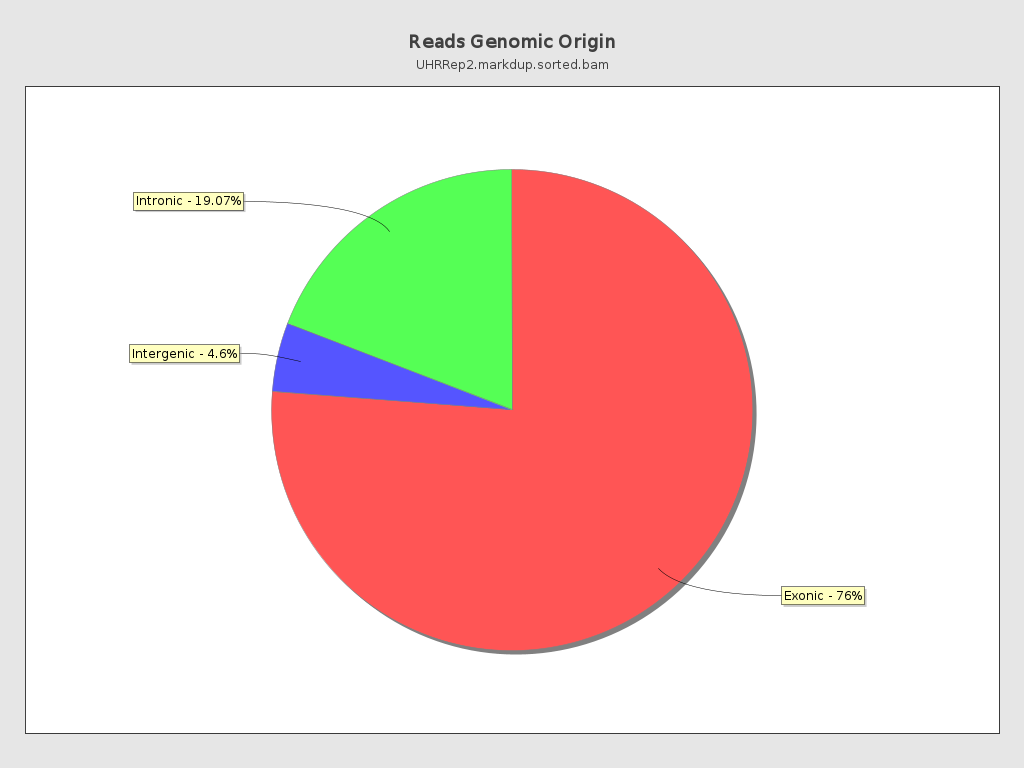 Reads Genomic Origin
UHRRep2.markdup.sorted.bam
Intronic - 19.07%
Intergenic - 4.6%
Exonic - 76%